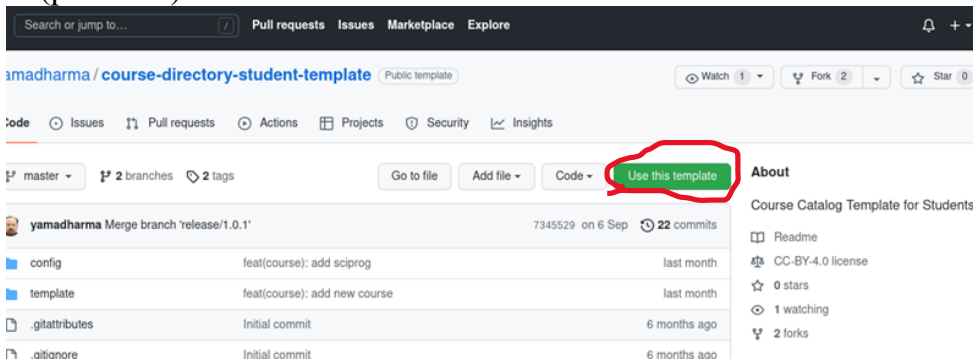 Search or jump to... / Pull requests Issues Marketplace Explore
amadharma / course-directory-student-template Public template Watch 1 Fork 2 Star 0
Code Issues Pull requests Actions Projects Security Insights
master 2 branches 2 tags Go to file Add file Code Use this template About
Course Catalog Template for Students
yamadharma Merge branch 'release/1.0.1' 7345529 on 6 Sep 22 commits
Readme
config feat(course): add sciprog last month CC-BY-4.0 license
0 stars
template feat(course): add new course last month
1 watching
.gitattributes Initial commit 6 months ago
2 forks
.gitignore Initial commit 6 months ago